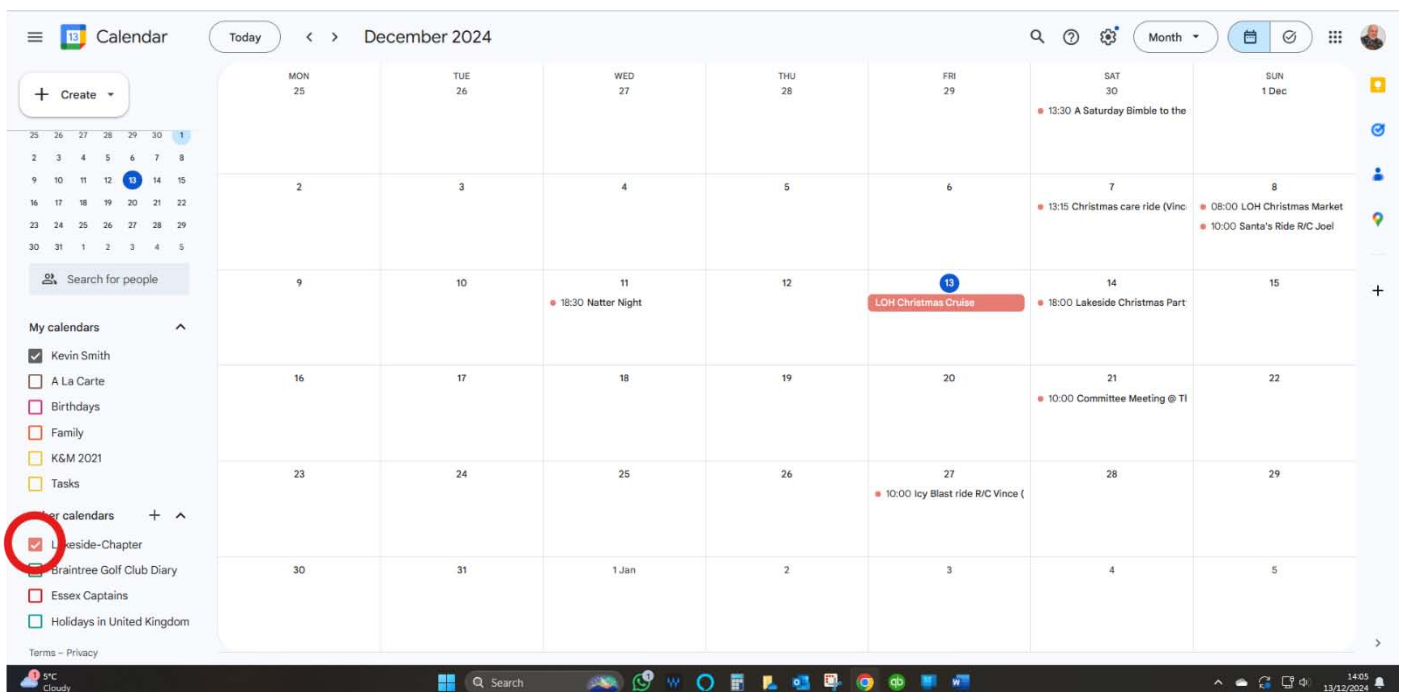 13 Calendar Today December 2024 Month
Create
25 26 27 28 29 30 1
2 3 4 5 6 7 8
9 10 11 12 13 14 15
16 17 18 19 20 21 22
23 24 25 26 27 28 29
30 31 1 2 3 4 5
Search for people
My calendars
Kevin Smith
A La Carte
Birthdays
Family
K&M 2021
Tasks
calendars
Lakeside-Chapter
Braintree Golf Club Diary
Essex Captains
Holidays in United Kingdom
Terms – Privacy
MON TUE WED THU FRI SAT SUN
25 26 27 28 29 30 1 Dec
13:30 A Saturday Bimble to the
2 3 4 5 6 7 8
13:15 Christmas care ride (Vinc 08:00 LOH Christmas Market
10:00 Santa's Ride R/C Joel
9 10 11 12 13 14 15
18:30 Natter Night LOH Christmas Cruise 18:00 Lakeside Christmas Part
16 17 18 19 20 21 22
10:00 Committee Meeting @ Tl
23 24 25 26 27 28 29
10:00 Icy Blast ride R/C Vince (
30 31 1 Jan 2 3 4 5
1 5°C
Cloudy
Search
14:05
13/12/2024